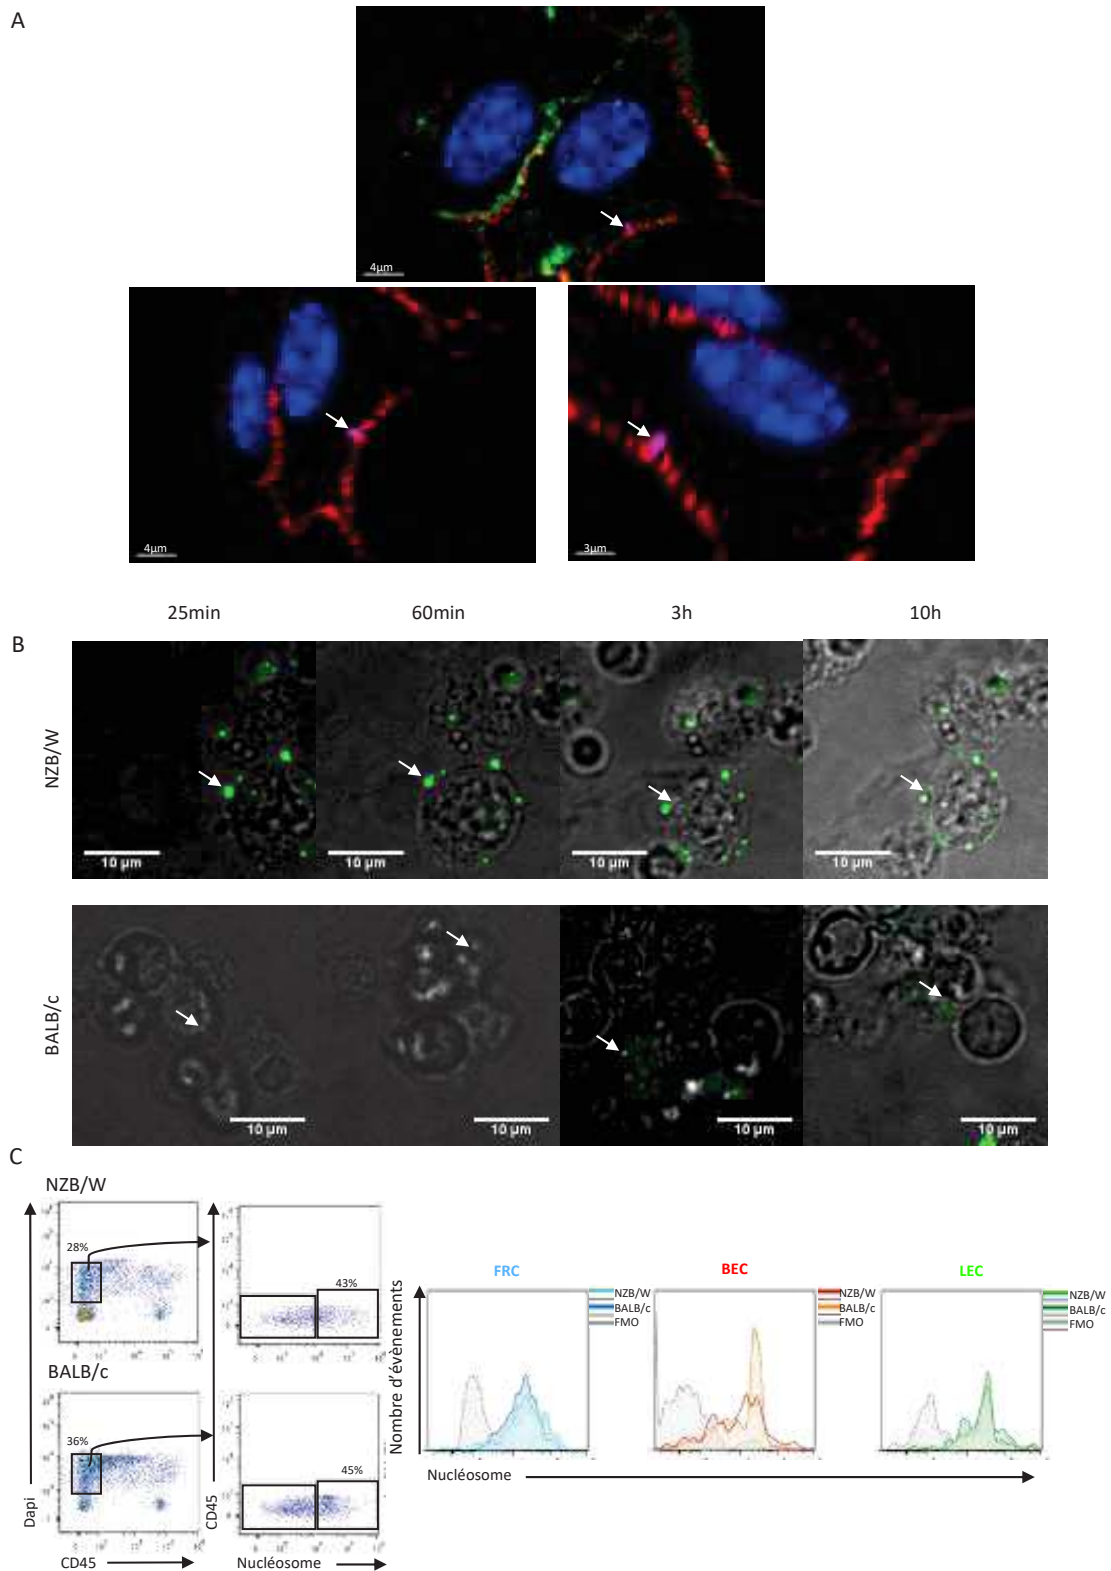 A
4µm
4µm
3µm
25min 60min 3h 10h
B
NZB/W
10 µm 10 µm 10 µm 10 µm
BALB/c
10 µm 10 µm 10 µm 10 µm
C
NZB/W
28%
43%
BALB/c
36%
45%
Dapi
CD45
CD45
Nucléosome
Nombre d'évènements
FRC
NZB/W
BALB/c
FMO
BEC
NZB/W
BALB/c
FMO
LEC
NZB/W
BALB/c
FMO
Nucléosome